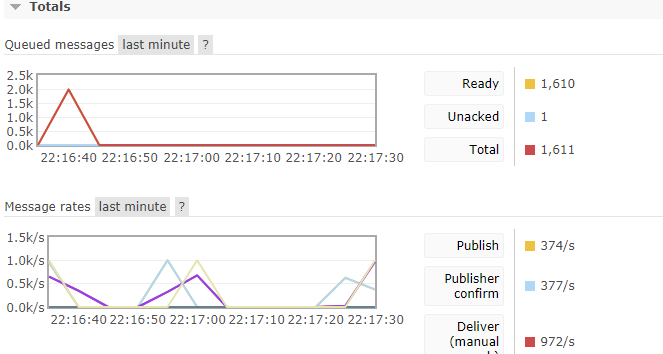 Totals
Queued messages last minute ?
2.5k
2.0k
1.5k
1.0k
0.5k
0.0k
22:16:40 22:16:50 22:17:00 22:17:10 22:17:20 22:17:30
Ready 1,610
Unacked 1
Total 1,611
Message rates last minute ?
1.5k/s
1.0k/s
0.5k/s
0.0k/s
22:16:40 22:16:50 22:17:00 22:17:10 22:17:20 22:17:30
Publish 374/s
Publisher
confirm 377/s
Deliver
(manual 972/s